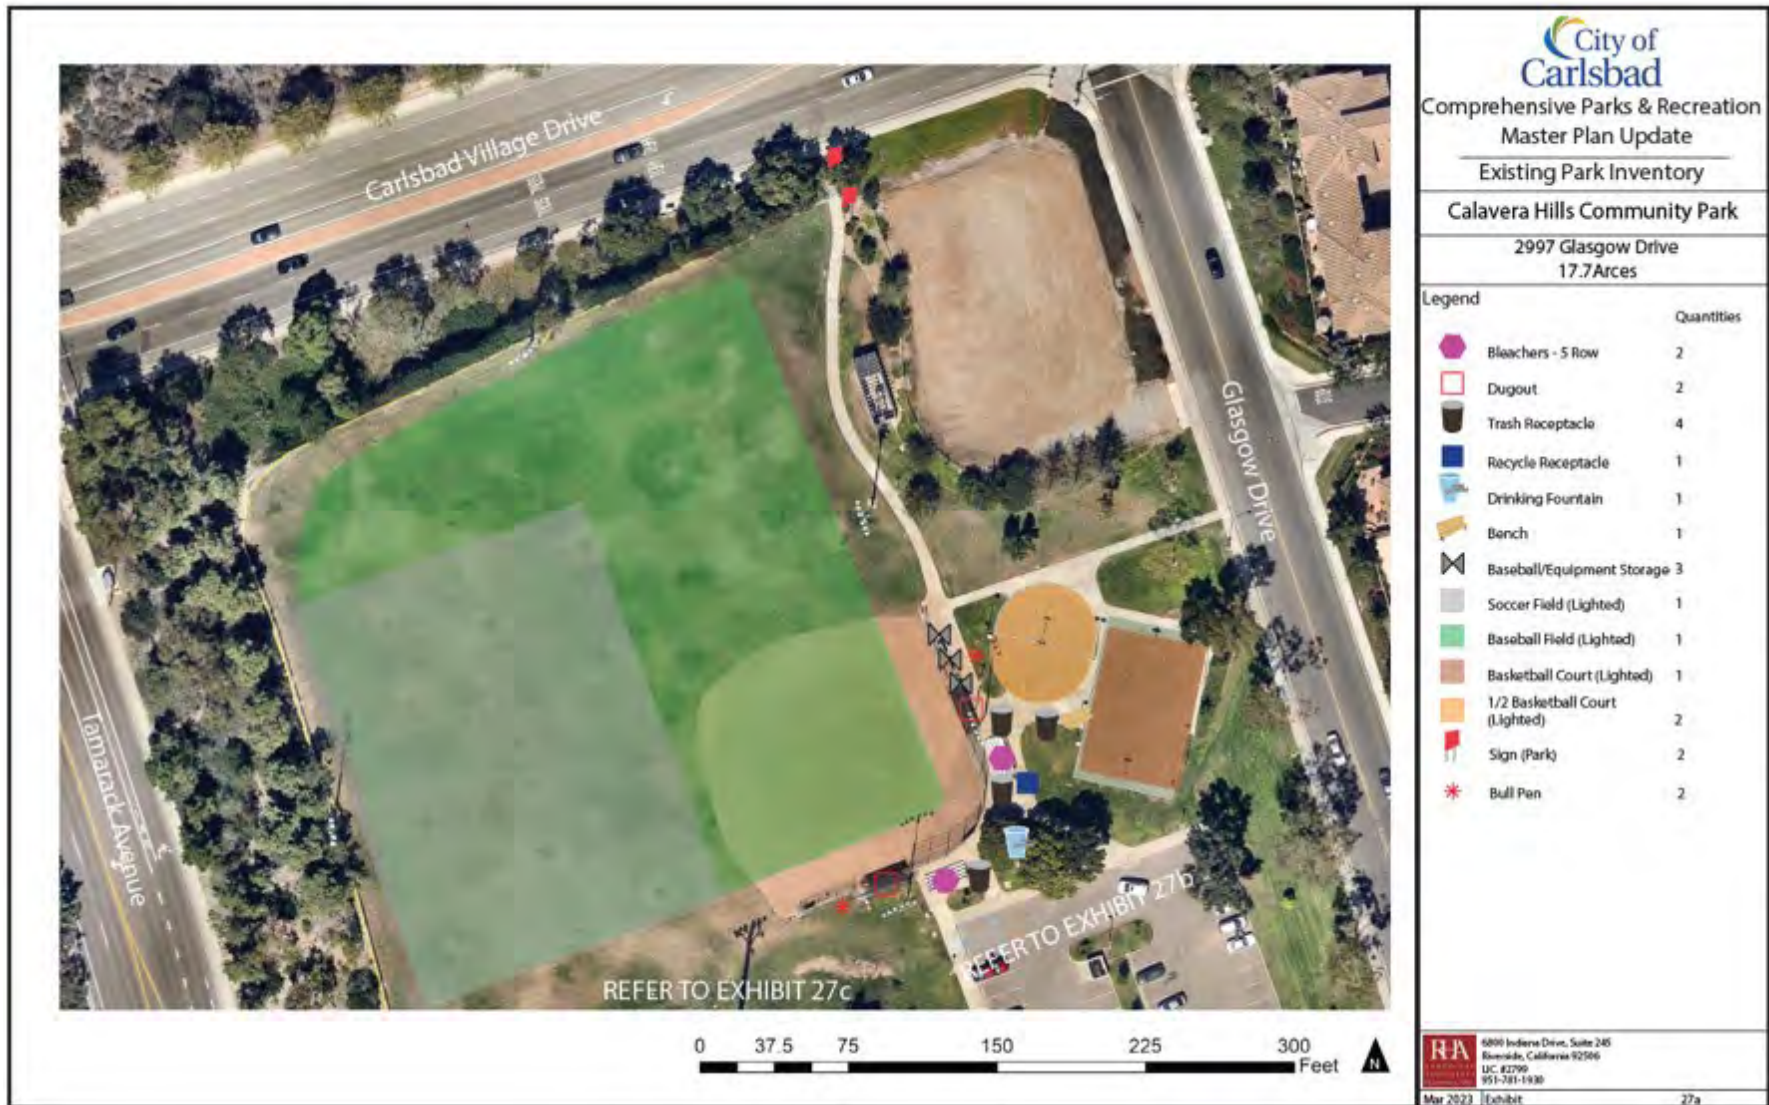 Carlsbad Village Drive
Glasgow Drive
Tamarack Avenue
REFER TO EXHIBIT 27b
REFER TO EXHIBIT 27c
0 37.5 75 150 225 300
Feet
N
City of
Carlsbad
Comprehensive Parks & Recreation
Master Plan Update
Existing Park Inventory
Calavera Hills Community Park
2997 Glasgow Drive
17.7Arces
Legend
Quantities
Bleachers - 5 Row 2
Dugout 2
Trash Receptacle 4
Recycle Receptacle 1
Drinking Fountain 1
Bench 1
Baseball/Equipment Storage 3
Soccer Field (Lighted) 1
Baseball Field (Lighted) 1
Basketball Court (Lighted) 1
1/2 Basketball Court
(Lighted) 2
Sign (Park) 2
Bull Pen 2
RHA
6800 Indiana Drive, Suite 245
Riverside, California 92506
LIC. #2799
951-781-1930
Mar 2023 Exhibit 27a